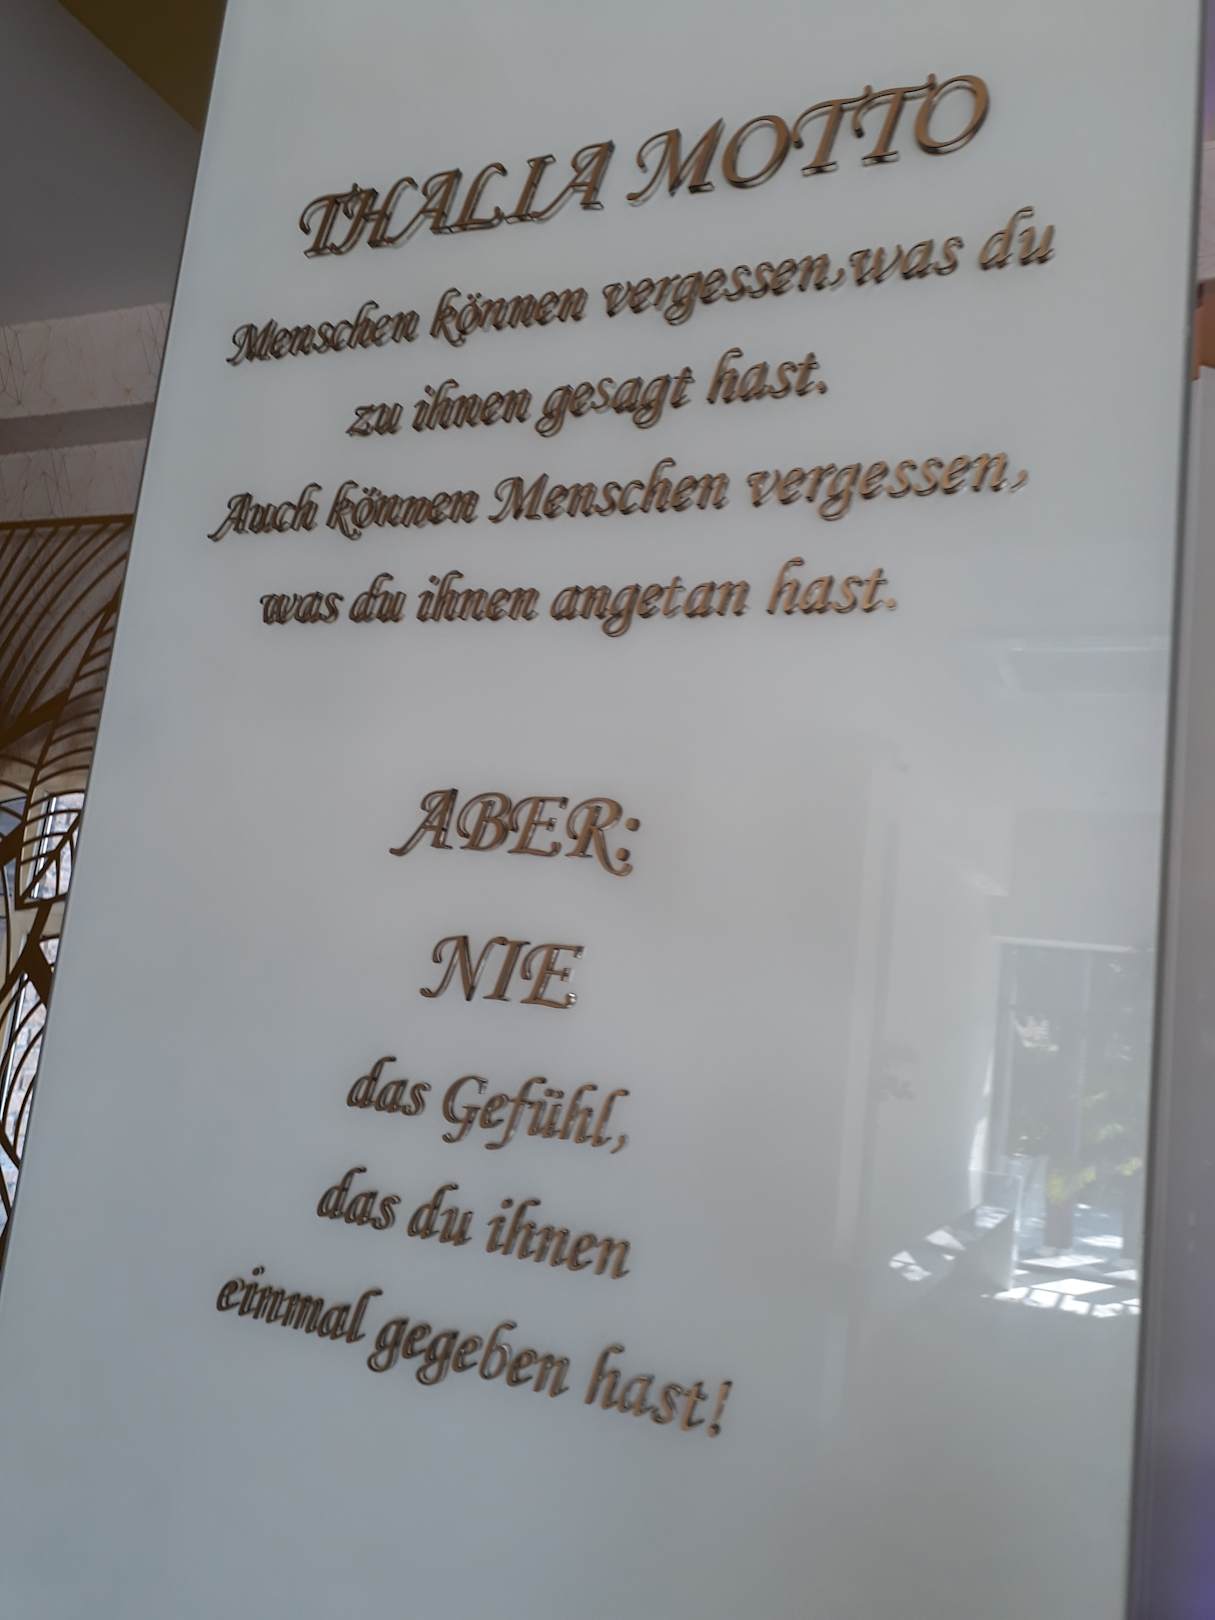 THALIA MOTTO
Menschen können vergessen,was du
zu ihnen gesagt hast.
Auch können Menschen vergessen,
was du ihnen angetan hast.
ABER:
NIE
das Gefühl,
das du ihnen
einmal gegeben hast!